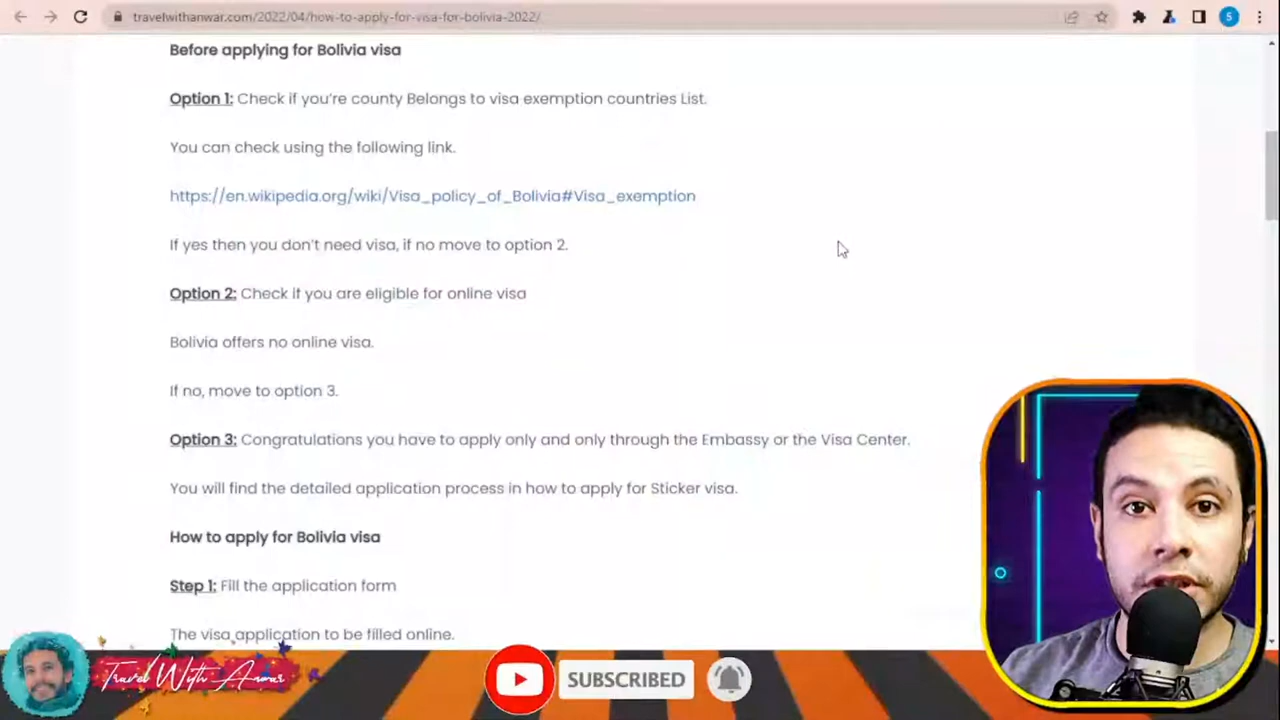 travelwithanwar.com/2022/04/how-to-apply-for-visa-for-bolivia-2022/
S
Before applying for Bolivia visa
Option 1: Check if you're county Belongs to visa exemption countries List.
You can check using the following link.
https://en.wikipedia.org/wiki/Visa_policy_of_Bolivia#Visa_exemption
If yes then you don't need visa, if no move to option 2.
Option 2: Check if you are eligible for online visa
Bolivia offers no online visa.
If no, move to option 3.
Option 3: Congratulations you have to apply only and only through the Embassy or the Visa Center.
You will find the detailed application process in how to apply for Sticker visa.
How to apply for Bolivia visa
Step 1: Fill the application form
The visa application to be filled online.
Travel With Anwar
SUBSCRIBED